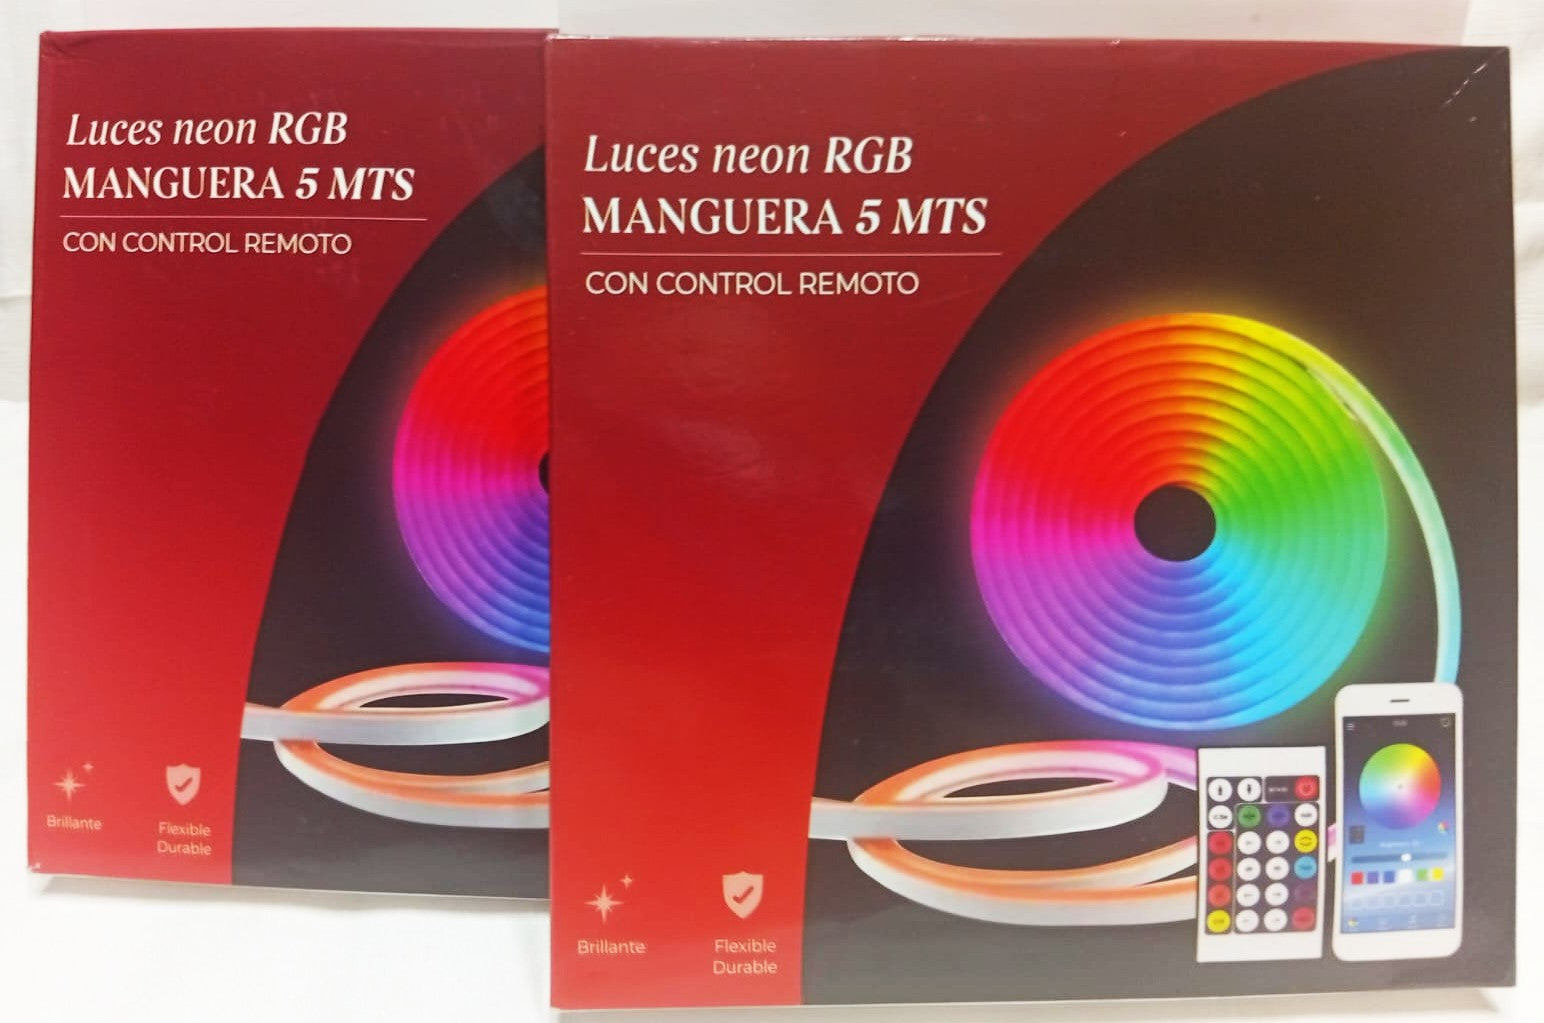 Luces neon RGB
MANGUERA 5 MTS
CON CONTROL REMOTO
Brillante
Flexible
Durable
Luces neon RGB
MANGUERA 5 MTS
CON CONTROL REMOTO
Brillante
Flexible
Durable